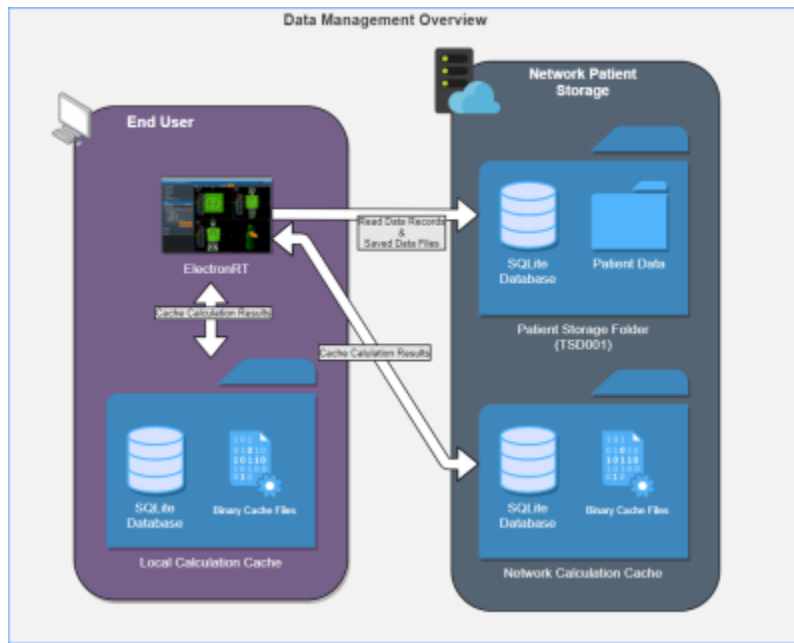 Data Management Overview
Network Patient
Storage
End User
Read Data Records
&
Saved Data Files
ElectronRT
SQLite
Database
Patient Data
Cache Calculation Results
Patient Storage Folder
(TSD001)
Cache Calulation Results
SQLite
Database
Binary Cache Files
Local Calculation Cache
SQLite
Database
Binary Cache Files
Network Calculation Cache